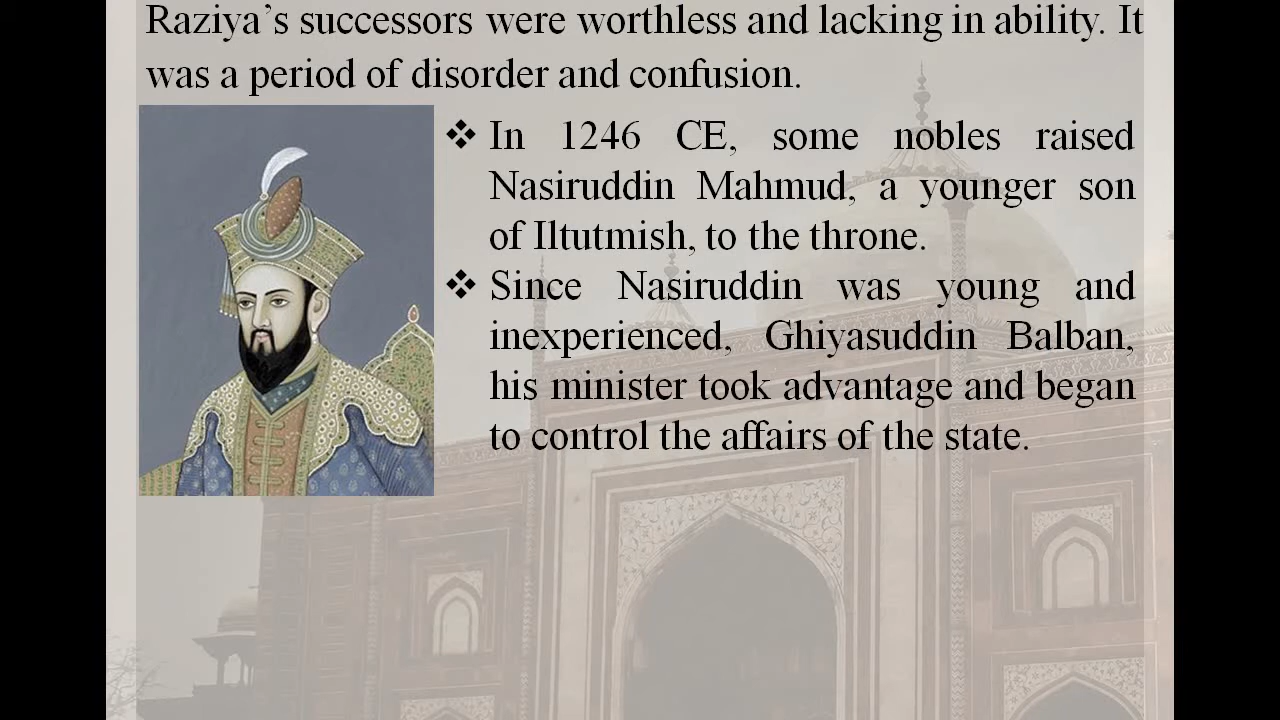 Raziya’s successors were worthless and lacking in ability. It
was a period of disorder and confusion.
❖ In 1246 CE, some nobles raised
Nasiruddin Mahmud, a younger son
of Iltutmish, to the throne.
❖ Since Nasiruddin was young and
inexperienced, Ghiyasuddin Balban,
his minister took advantage and began
to control the affairs of the state.